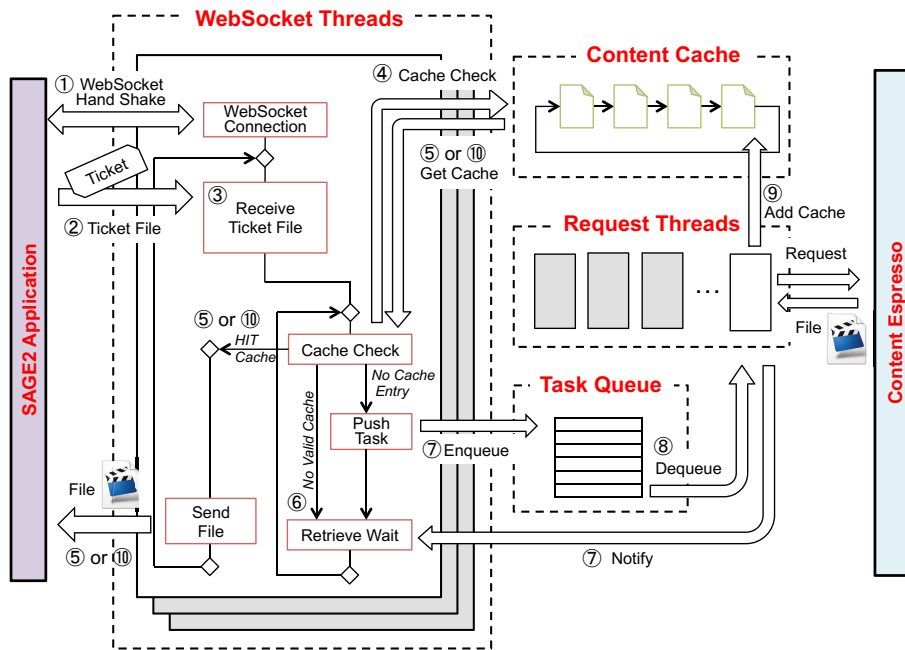 WebSocket Threads
① WebSocket
Hand Shake
WebSocket
Connection
④ Cache Check
Content Cache
⑤ or ⑩
Get Cache
Ticket
② Ticket File
③
Receive
Ticket File
⑨
Add Cache
Request Threads
...
Request
File
SAGE2 Application
Content Espresso
⑤ or ⑩
HIT
Cache
Cache Check
No Cache
Entry
No Valid Cache
Push
Task
Task Queue
⑦ Enqueue
⑧
Dequeue
File
⑤ or ⑩
Send
File
⑥
Retrieve Wait
⑦ Notify